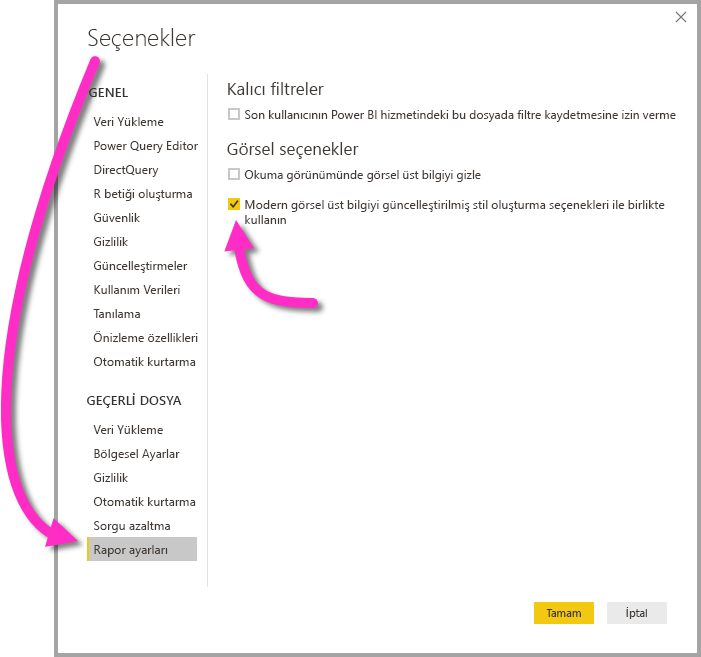 Seçenekler
GENEL
Veri Yükleme
Power Query Editor
DirectQuery
R betiği oluşturma
Güvenlik
Gizlilik
Güncelleştirmeler
Kullanım Verileri
Tanılama
Önizleme özellikleri
Otomatik kurtarma
GEÇERLİ DOSYA
Veri Yükleme
Bölgesel Ayarlar
Gizlilik
Otomatik kurtarma
Sorgu azaltma
Rapor ayarları
Kalıcı filtreler
Son kullanıcının Power BI hizmetindeki bu dosyada filtre kaydetmesine izin verme
Görsel seçenekler
Okuma görünümünde görsel üst bilgiyi gizle
Modern görsel üst bilgiyi güncelleştirilmiş stil oluşturma seçenekleri ile birlikte
kullanın
Tamam
İptal